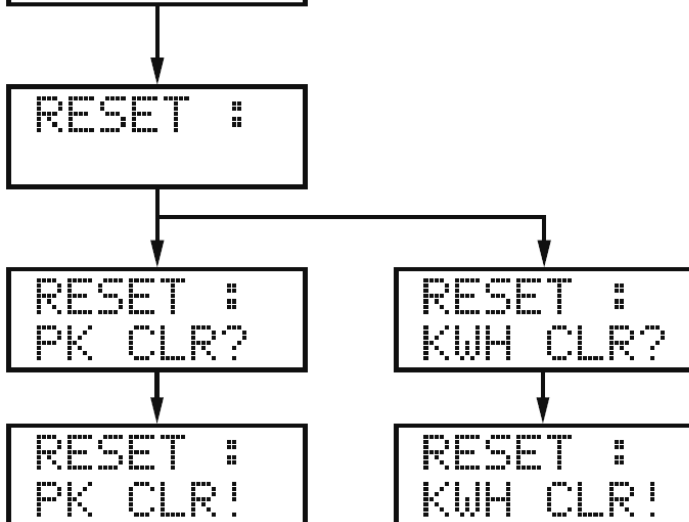 RESET :
RESET :
PK CLR?
RESET :
KWH CLR?
RESET :
PK CLR!
RESET :
KWH CLR!